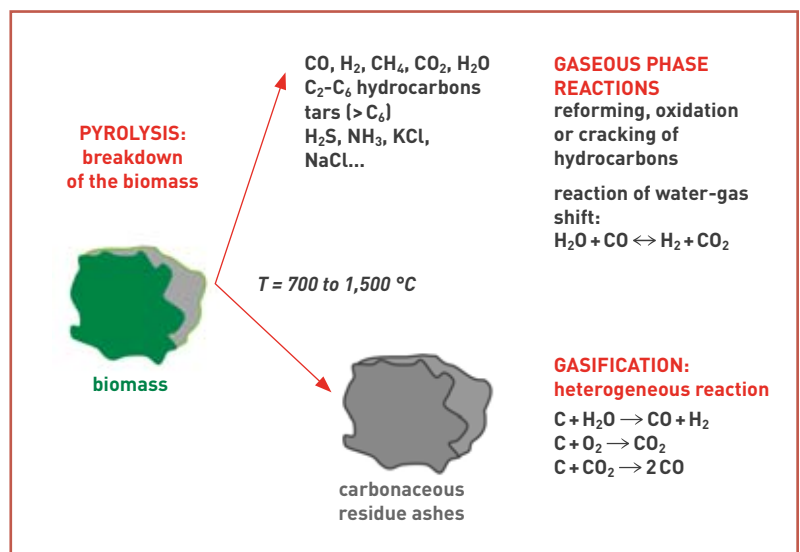 PYROLYSIS:
breakdown
of the biomass
biomass
CO, H₂, CH₄, CO₂, H₂O
C₂-C₆ hydrocarbons
tars (> C₆)
H₂S, NH₃, KCl,
NaCl...
T = 700 to 1,500 °C
carbonaceous
residue ashes
GASEOUS PHASE
REACTIONS
reforming, oxidation
or cracking of
hydrocarbons
reaction of water-gas
shift:
H₂O + CO ↔ H₂ + CO₂
GASIFICATION:
heterogeneous reaction
C + H₂O → CO + H₂
C + O₂ → CO₂
C + CO₂ → 2 CO